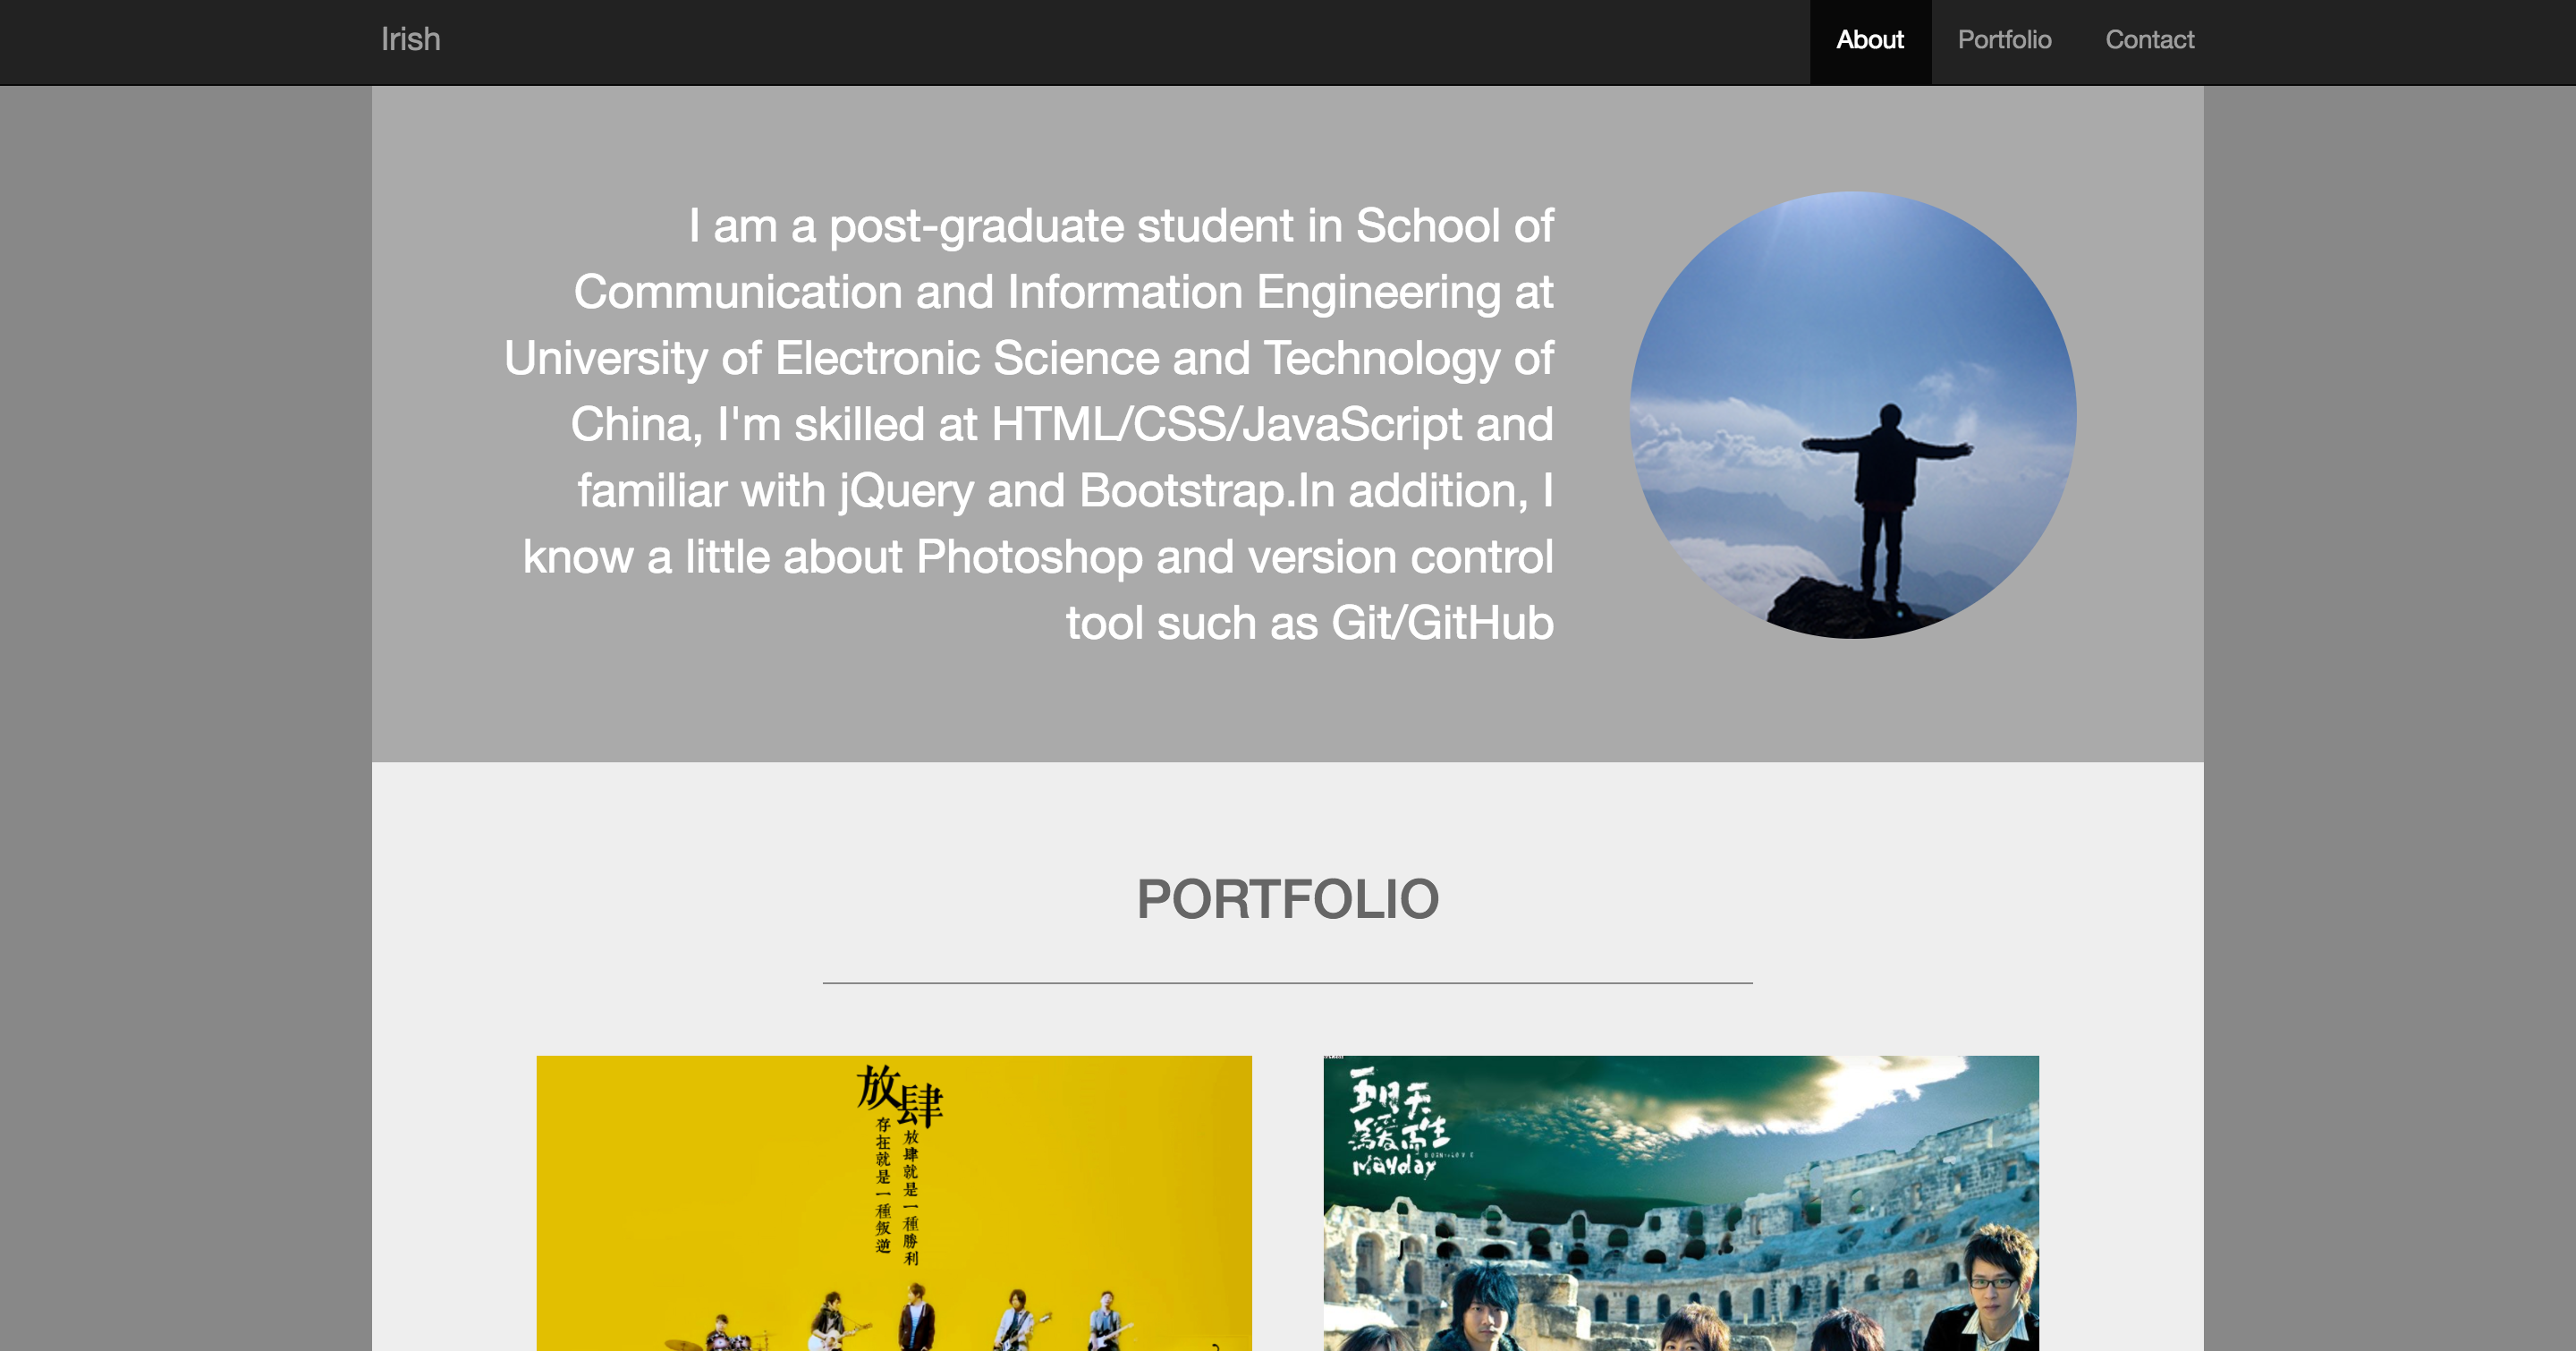 Irish
About
Portfolio
Contact
I am a post-graduate student in School of
Communication and Information Engineering at
University of Electronic Science and Technology of
China, I'm skilled at HTML/CSS/JavaScript and
familiar with jQuery and Bootstrap.In addition, I
know a little about Photoshop and version control
tool such as Git/GitHub
PORTFOLIO
放肆
放肆就是一種勝利
存在就是一種叛逆
五月天
為愛而生
Mayday
BORN to LOVE